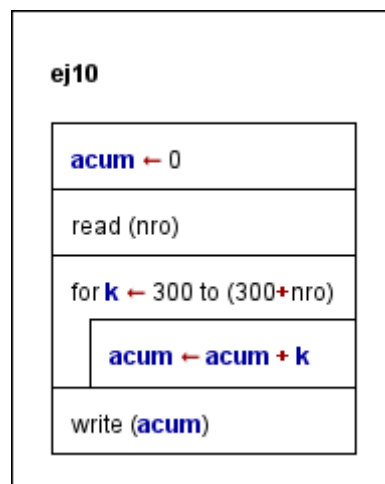 ej10
acum ← 0
read (nro)
for k ← 300 to (300+nro)
acum ← acum + k
write (acum)